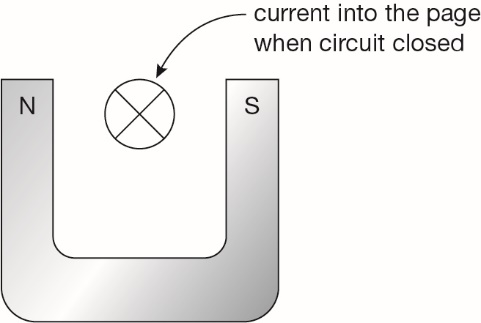 current into the page
when circuit closed
N
S